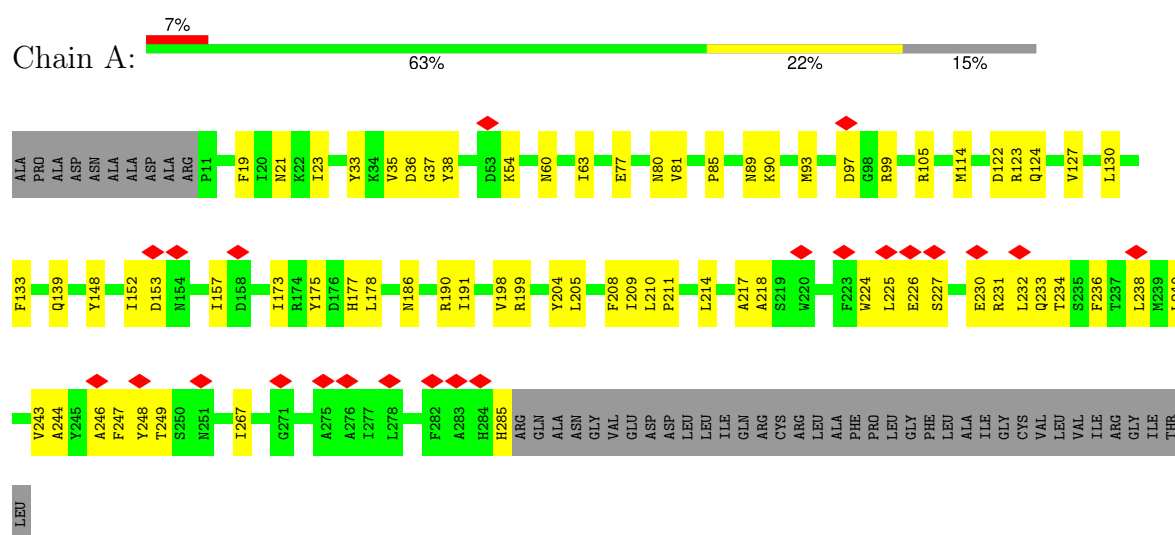 7%
Chain A:
63% 22% 15%
ALA PRO ALA ASP ASN ALA ALA ASP ALA ARG P11 F19 I20 N21 K22 I23 Y33 K34 V35 D36 G37 Y38 D53 K54 N60 I63 E77 N80 V81 P85 N89 K90 M93 D97 G98 R99 R105 M114 D122 R123 Q124 V127 L130
F133 Q139 Y148 I152 D153 N154 I157 D158 I173 R174 Y175 D176 H177 L178 N186 R190 I191 V198 R199 Y204 L205 F208 I209 L210 P211 L214 A217 A218 S219 W220 F223 W224 L225 E226 S227 E230 R231 L232 Q233 T234 S235 F236 T237 L238 M239
V243 A244 Y245 A246 F247 Y248 T249 S250 N251 I267 G271 A275 A276 I277 L278 F282 A283 H284 H285 ARG GLN ALA ASN GLY VAL GLU ASP ASP LEU LEU ILE GLN ARG CYS ARG LEU ALA PHE PRO LEU GLY PHE LEU ALA ILE GLY CYS VAL LEU VAL ILE ARG GLY ILE THR
LEU